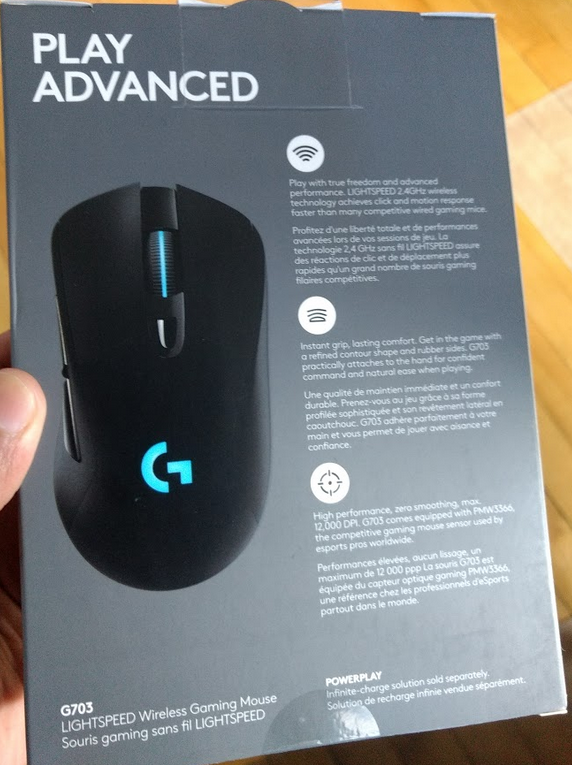 PLAY
ADVANCED
Play with true freedom and advanced
performance. LIGHTSPEED 2.4GHz wireless
technology achieves click and motion response
faster than many competitive wired gaming mice.
Profitez d'une liberté totale et de performances
avancées lors de vos sessions de jeu. La
technologie 2,4 GHz sans fil LIGHTSPEED assure
des réactions de clic et de déplacement plus
rapides qu'un grand nombre de souris gaming
filaires compétitives.
Instant grip, lasting comfort. Get in the game with
a refined contour shape and rubber sides. G703
practically attaches to the hand for confident
command and natural ease when playing.
Une qualité de maintien immédiate et un confort
durable. Prenez-vous au jeu grâce à sa forme
profilée sophistiquée et son revêtement latéral en
caoutchouc. G703 adhère parfaitement à votre
main et vous permet de jouer avec aisance et
confiance.
High performance, zero smoothing, max.
12,000 DPI. G703 comes equipped with PMW3366,
the competitive gaming mouse sensor used by
esports pros worldwide.
Performances élevées, aucun lissage, un
maximum de 12 000 ppp La souris G703 est
équipée du capteur optique gaming PMW3366,
une référence chez les professionnels d'eSports
partout dans le monde.
G703
LIGHTSPEED Wireless Gaming Mouse
Souris gaming sans fil LIGHTSPEED
POWERPLAY
Infinite-charge solution sold separately.
Solution de recharge infinie vendue séparément.